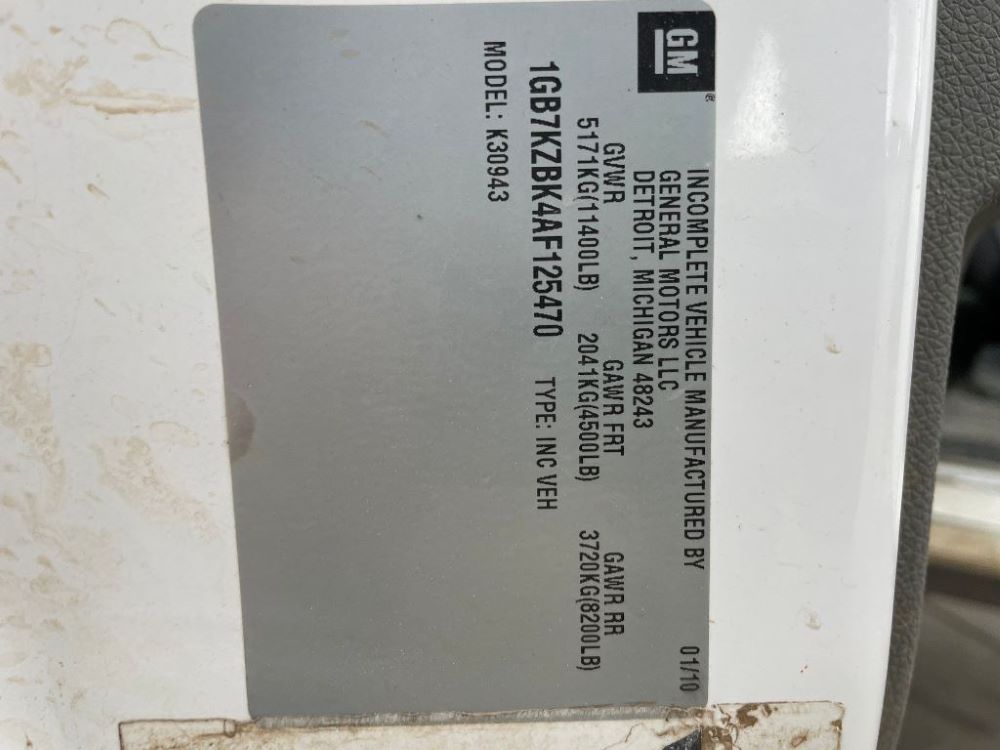 GM
INCOMPLETE VEHICLE MANUFACTURED BY
GENERAL MOTORS LLC
DETROIT, MICHIGAN 48243
01/10
GVWR GAWR FRT GAWR RR
5171KG(11400LB) 2041KG(4500LB) 3720KG(8200LB)
1GB7KZBK4AF125470 TYPE: INC VEH
MODEL: K30943